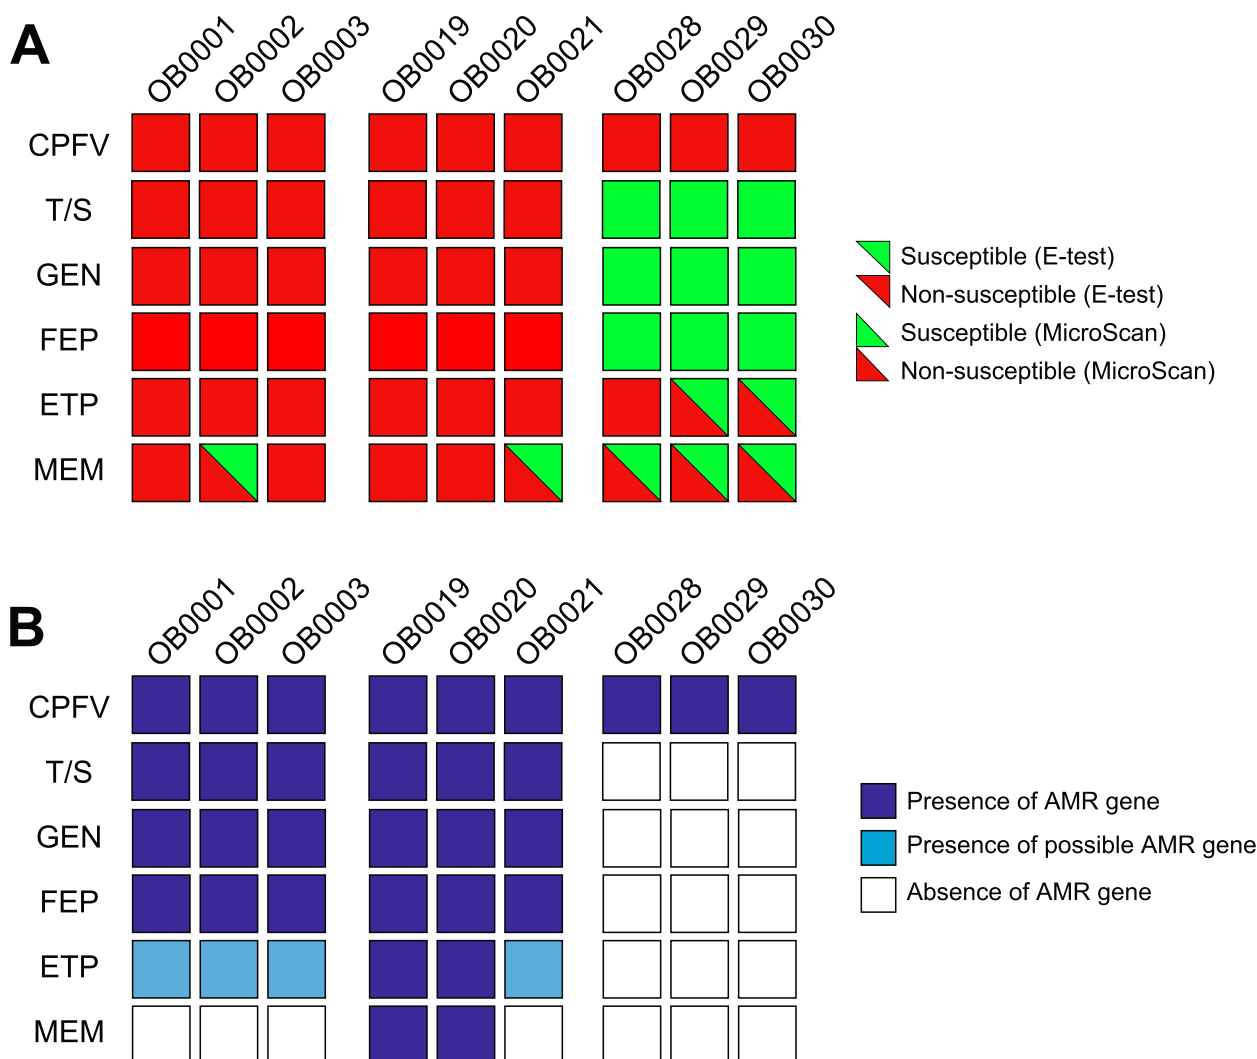 A
OB0001 OB0002 OB0003 OB0019 OB0020 OB0021 OB0028 OB0029 OB0030
CPFV
T/S
GEN
FEP
ETP
MEM
Susceptible (E-test)
Non-susceptible (E-test)
Susceptible (MicroScan)
Non-susceptible (MicroScan)
B
OB0001 OB0002 OB0003 OB0019 OB0020 OB0021 OB0028 OB0029 OB0030
CPFV
T/S
GEN
FEP
ETP
MEM
Presence of AMR gene
Presence of possible AMR gene
Absence of AMR gene